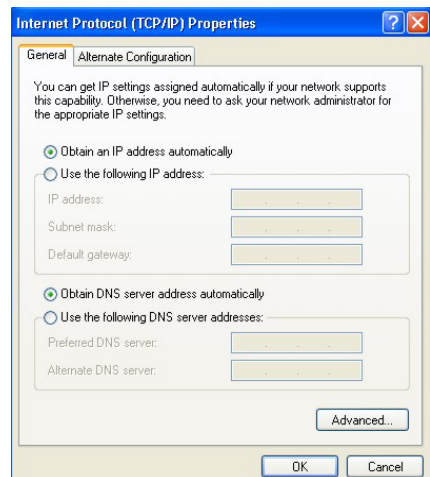 Internet Protocol (TCP/IP) Properties
General
Alternate Configuration
You can get IP settings assigned automatically if your network supports
this capability. Otherwise, you need to ask your network administrator for
the appropriate IP settings.
Obtain an IP address automatically
Use the following IP address:
IP address:
Subnet mask:
Default gateway:
Obtain DNS server address automatically
Use the following DNS server addresses:
Preferred DNS server:
Alternate DNS server:
Advanced...
OK
Cancel